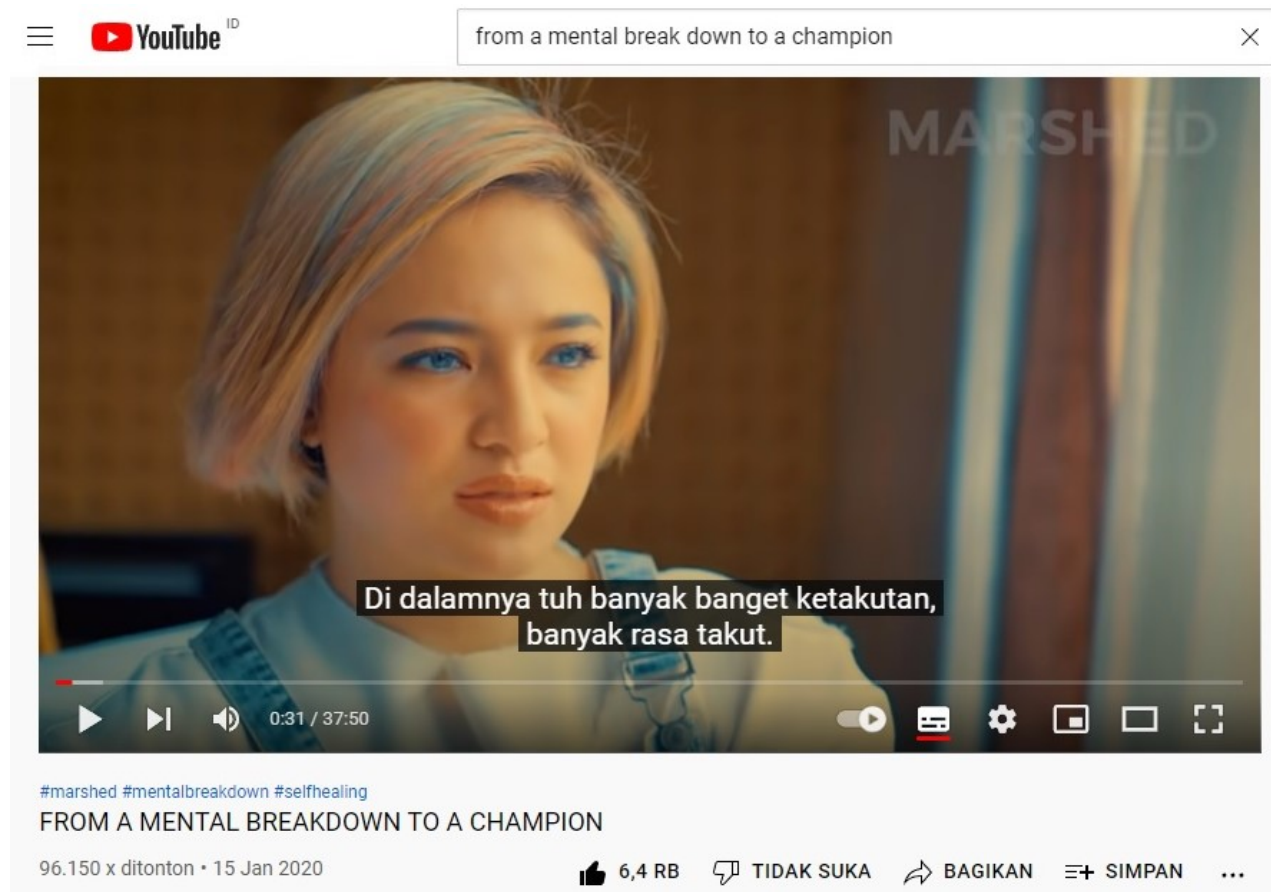 YouTube ID
from a mental break down to a champion
MARSHED
Di dalamnya tuh banyak banget ketakutan,
banyak rasa takut.
0:31 / 37:50
#marshed #mentalbreakdown #selfhealing
FROM A MENTAL BREAKDOWN TO A CHAMPION
96.150 x ditonton • 15 Jan 2020 6,4 RB TIDAK SUKA BAGIKAN SIMPAN ...